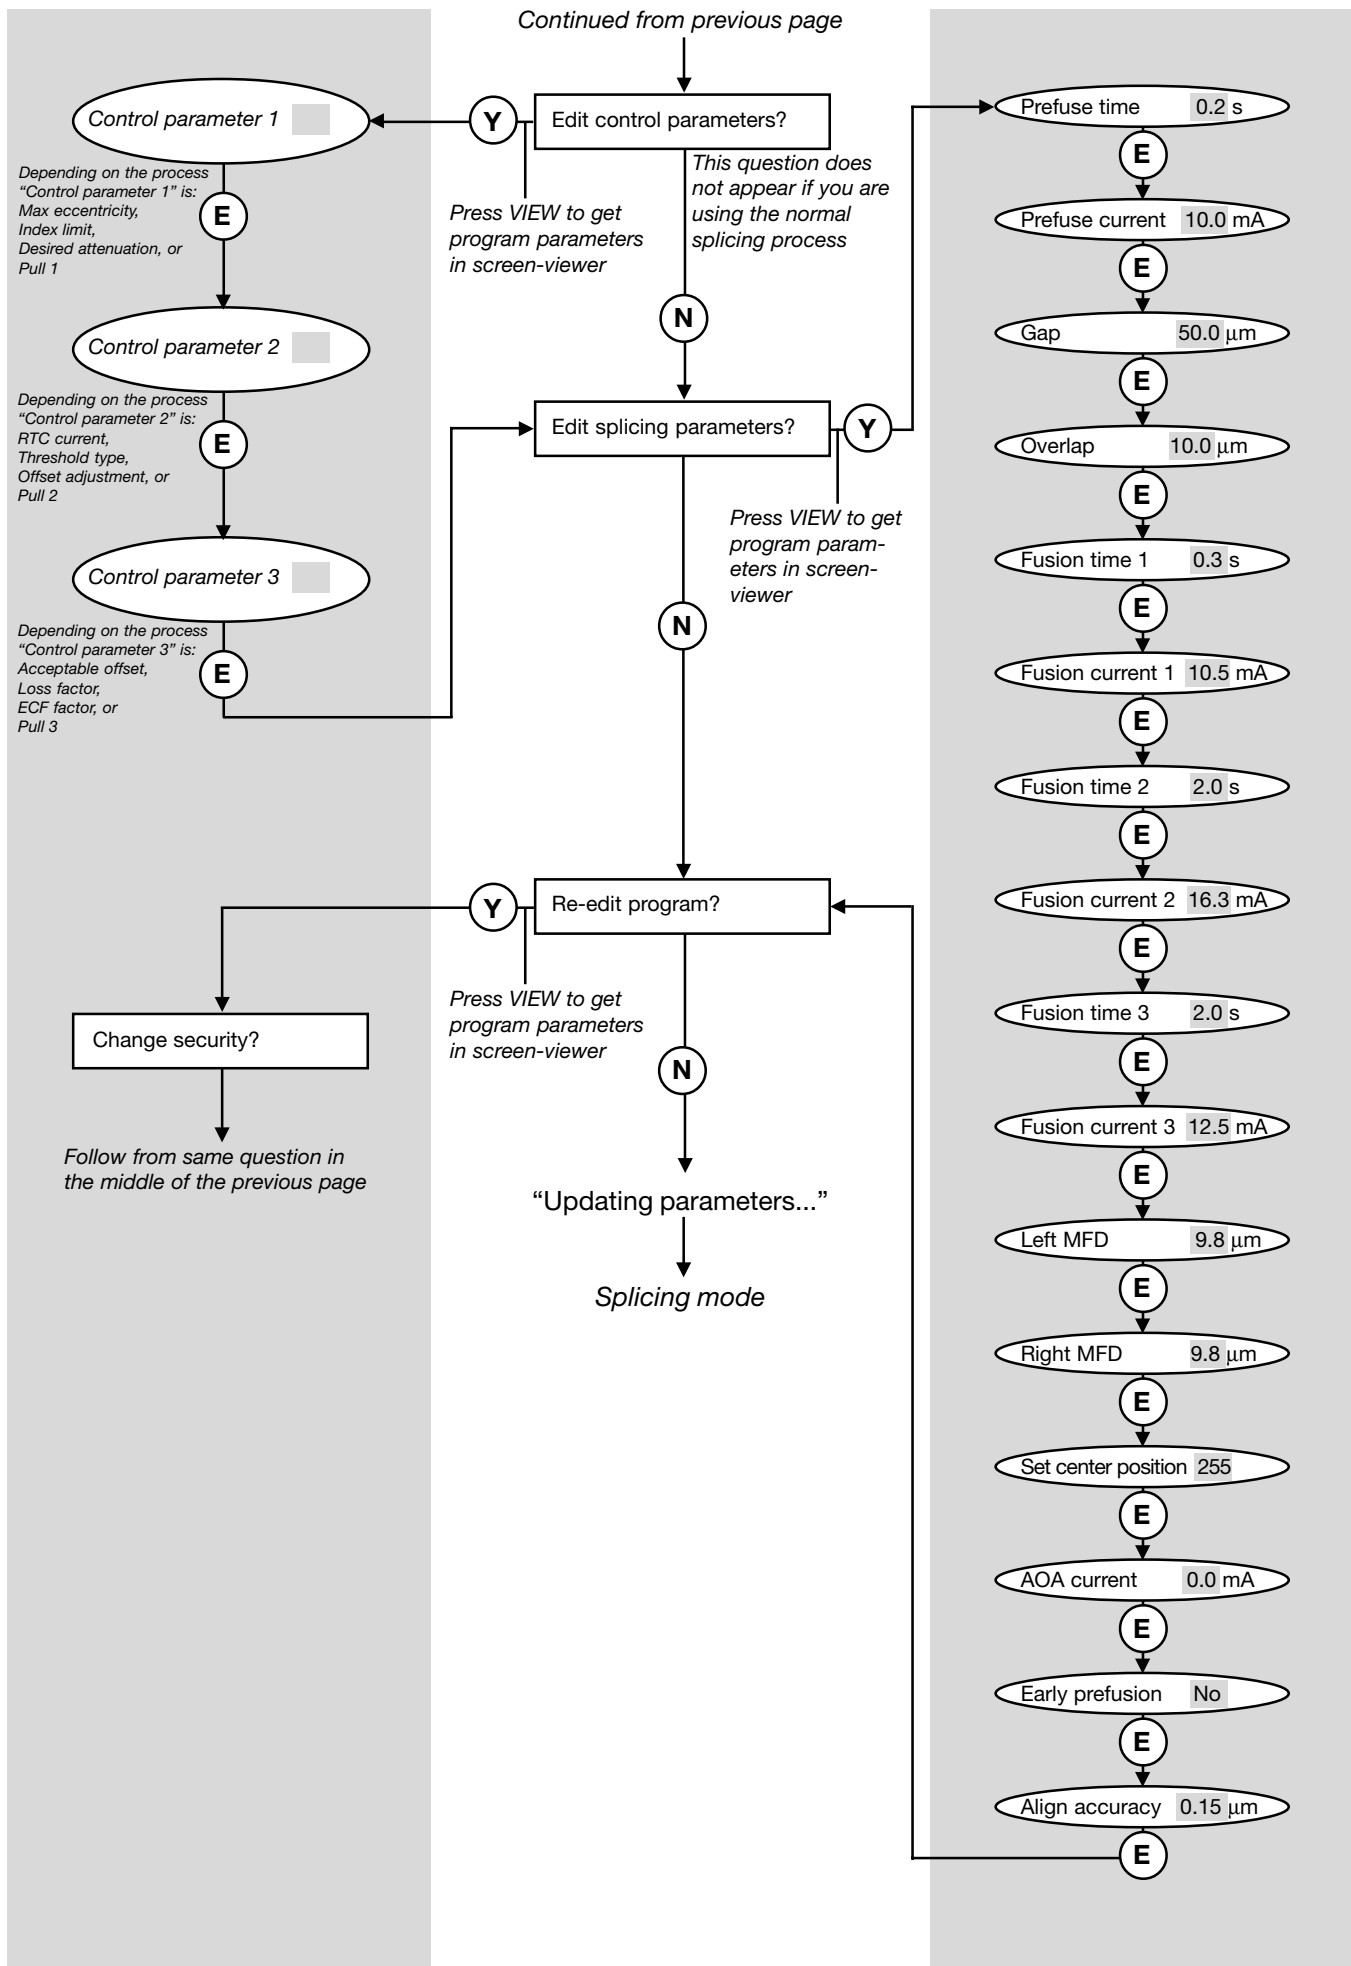 Continued from previous page
Control parameter 1
Y
Edit control parameters?
Depending on the process
“Control parameter 1” is:
Max eccentricity,
Index limit,
Desired attenuation, or
Pull 1
E
Press VIEW to get
program parameters
in screen-viewer
This question does
not appear if you are
using the normal
splicing process
N
Control parameter 2
Depending on the process
“Control parameter 2” is:
RTC current,
Threshold type,
Offset adjustment, or
Pull 2
E
Edit splicing parameters?
Y
Press VIEW to get
program param-
eters in screen-
viewer
N
Control parameter 3
Depending on the process
“Control parameter 3” is:
Acceptable offset,
Loss factor,
ECF factor, or
Pull 3
E
Y
Re-edit program?
Press VIEW to get
program parameters
in screen-viewer
N
Change security?
Follow from same question in
the middle of the previous page
“Updating parameters...”
Splicing mode
Prefuse time 0.2 s
E
Prefuse current 10.0 mA
E
Gap 50.0 µm
E
Overlap 10.0 µm
E
Fusion time 1 0.3 s
E
Fusion current 1 10.5 mA
E
Fusion time 2 2.0 s
E
Fusion current 2 16.3 mA
E
Fusion time 3 2.0 s
E
Fusion current 3 12.5 mA
E
Left MFD 9.8 µm
E
Right MFD 9.8 µm
E
Set center position 255
E
AOA current 0.0 mA
E
Early prefusion No
E
Align accuracy 0.15 µm
E